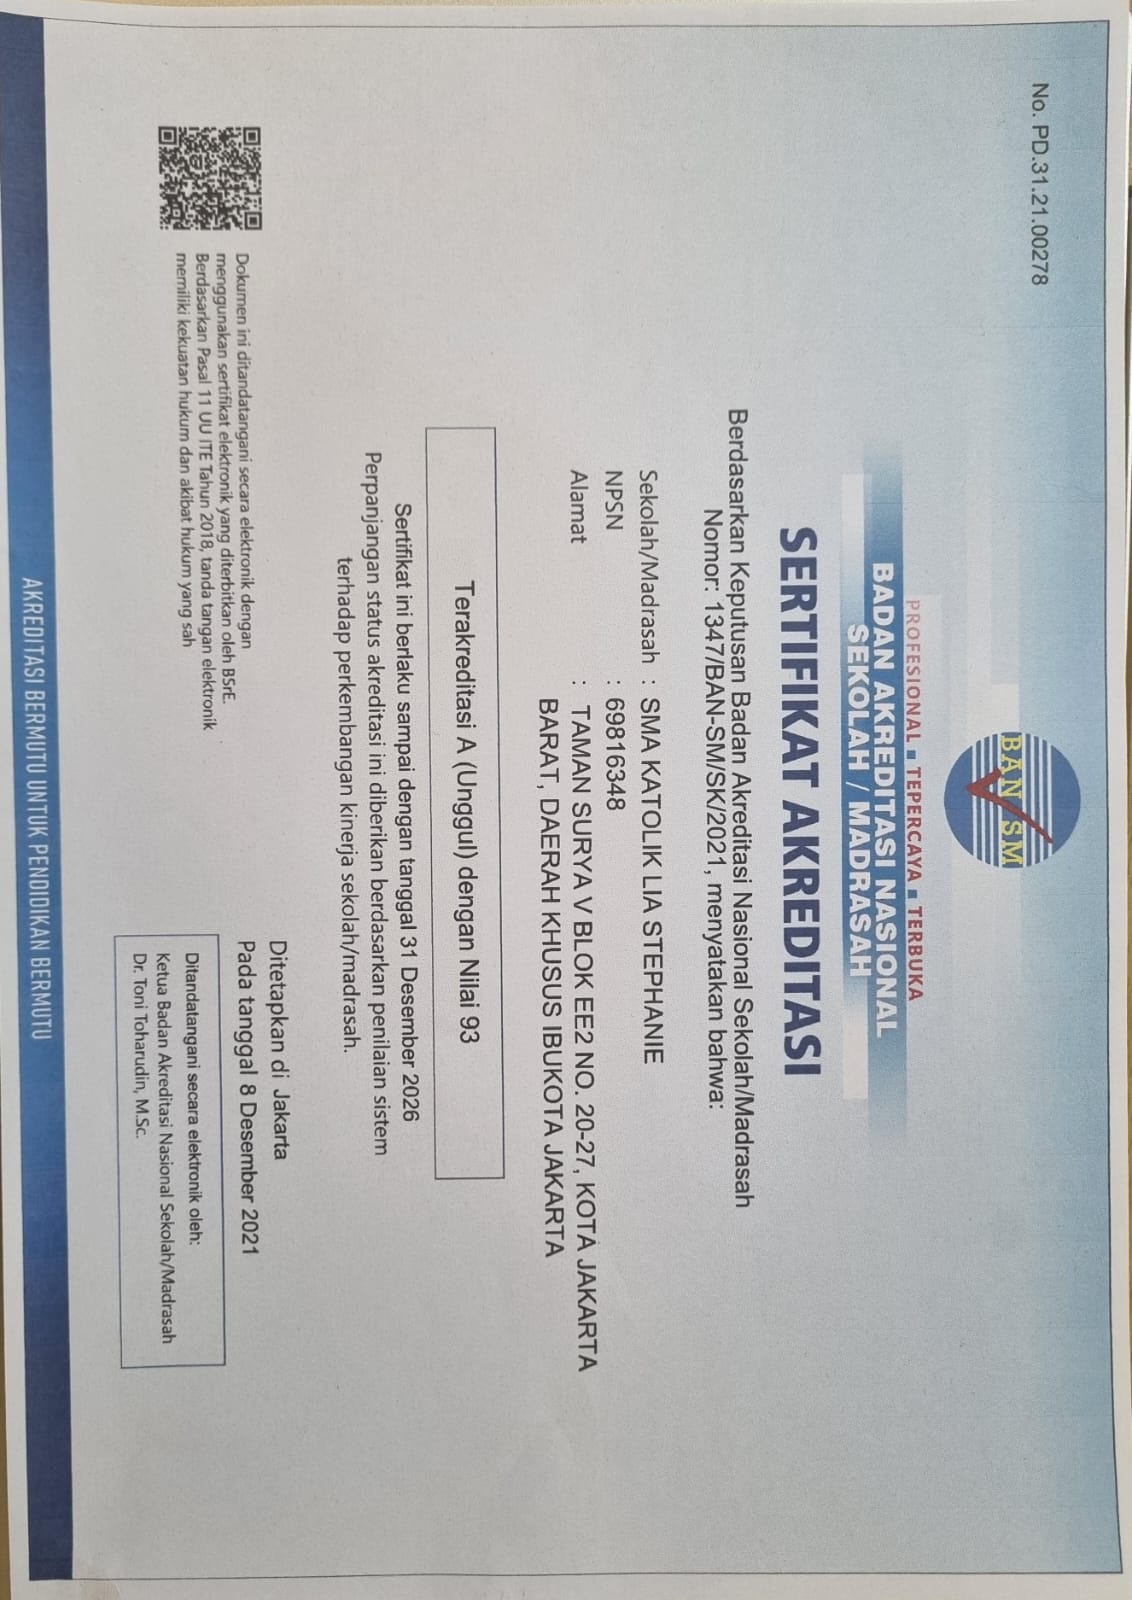 No. PD.31.21.00278
BAN SM
PROFESIONAL ■ TEPERCAYA ■ TERBUKA
BADAN AKREDITASI NASIONAL
SEKOLAH / MADRASAH
SERTIFIKAT AKREDITASI
Berdasarkan Keputusan Badan Akreditasi Nasional Sekolah/Madrasah
Nomor: 1347/BAN-SM/SK/2021, menyatakan bahwa:
Sekolah/Madrasah : SMA KATOLIK LIA STEPHANIE
NPSN : 69816348
Alamat : TAMAN SURYA V BLOK EE2 NO. 20-27, KOTA JAKARTA
BARAT, DAERAH KHUSUS IBUKOTA JAKARTA
Terakreditasi A (Unggul) dengan Nilai 93
Sertifikat ini berlaku sampai dengan tanggal 31 Desember 2026
Perpanjangan status akreditasi ini diberikan berdasarkan penilaian sistem
terhadap perkembangan kinerja sekolah/madrasah.
Dokumen ini ditandatangani secara elektronik dengan
menggunakan sertifikat elektronik yang diterbitkan oleh BSrE.
Berdasarkan Pasal 11 UU ITE Tahun 2018, tanda tangan elektronik
memiliki kekuatan hukum dan akibat hukum yang sah
Ditetapkan di Jakarta
Pada tanggal 8 Desember 2021
Ditandatangani secara elektronik oleh:
Ketua Badan Akreditasi Nasional Sekolah/Madrasah
Dr. Toni Toharudin, M.Sc.
AKREDITASI BERMUTU UNTUK PENDIDIKAN BERMUTU